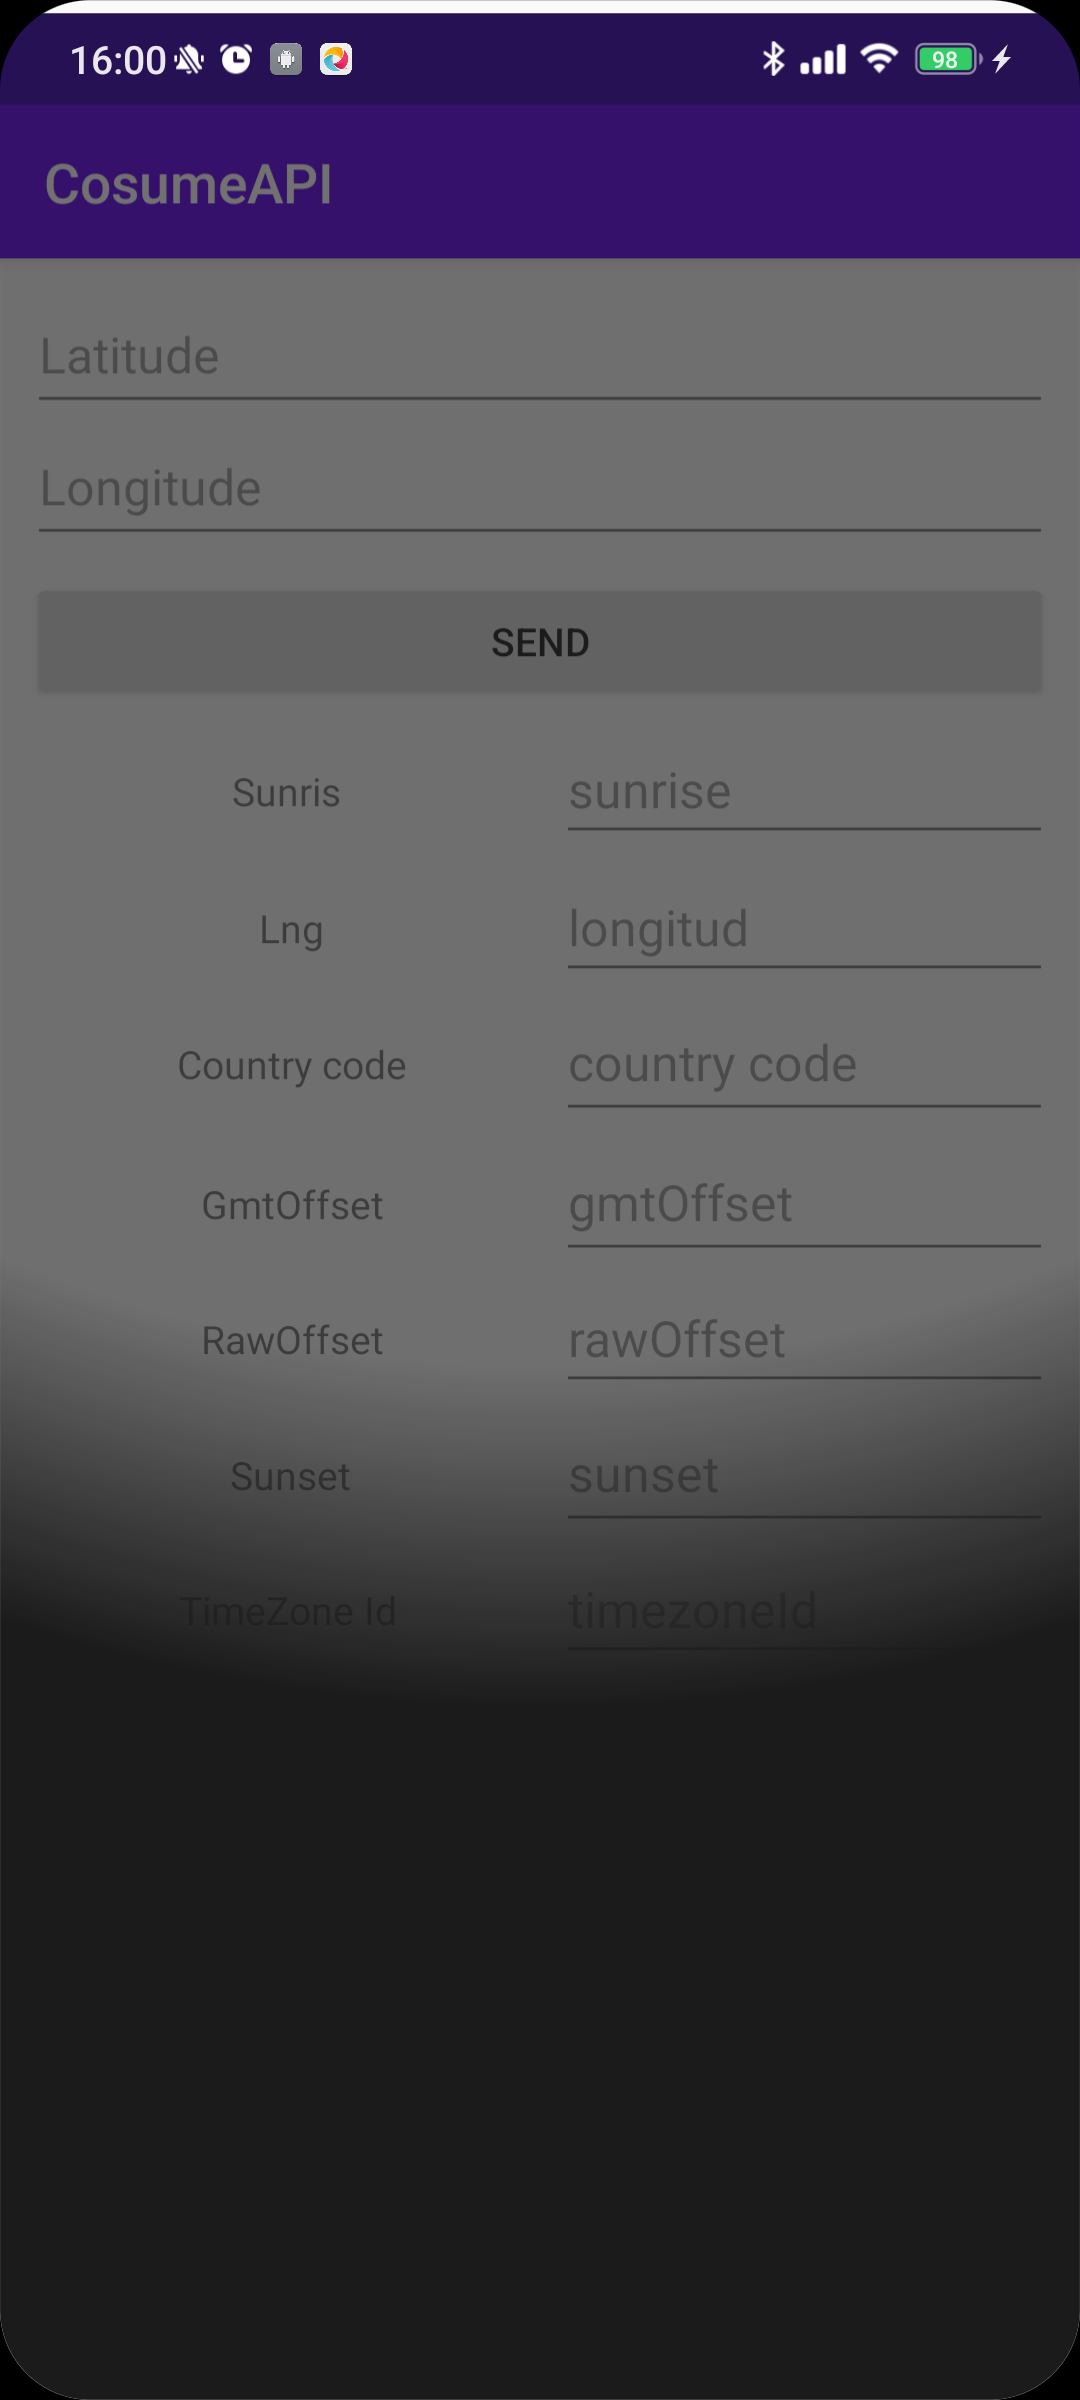 16:00 98
CosumeAPI
Latitude
Longitude
SEND
Sunris sunrise
Lng longitud
Country code country code
GmtOffset gmtOffset
RawOffset rawOffset
Sunset sunset
TimeZone Id timezoneId